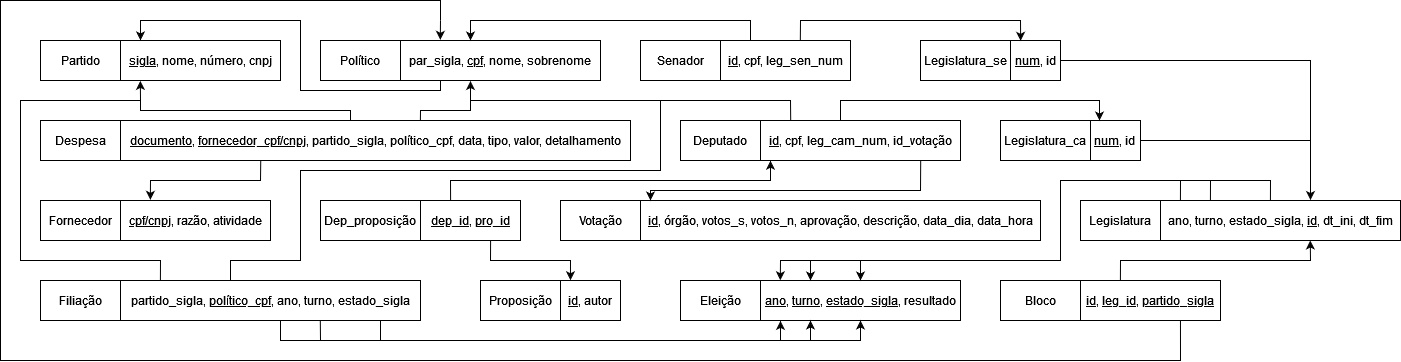 Partido sigla, nome, número, cnpj
Político par_sigla, cpf, nome, sobrenome
Senador id, cpf, leg_sen_num
Legislatura_se num, id
Despesa documento, fornecedor_cpf/cnpj, partido_sigla, político_cpf, data, tipo, valor, detalhamento
Deputado id, cpf, leg_cam_num, id_votação
Legislatura_ca num, id
Fornecedor cpf/cnpj, razão, atividade
Dep_proposição dep_id, pro_id
Votação id, órgão, votos_s, votos_n, aprovação, descrição, data_dia, data_hora
Legislatura ano, turno, estado_sigla, id, dt_ini, dt_fim
Filiação partido_sigla, político_cpf, ano, turno, estado_sigla
Proposição id, autor
Eleição ano, turno, estado_sigla, resultado
Bloco id, leg_id, partido_sigla